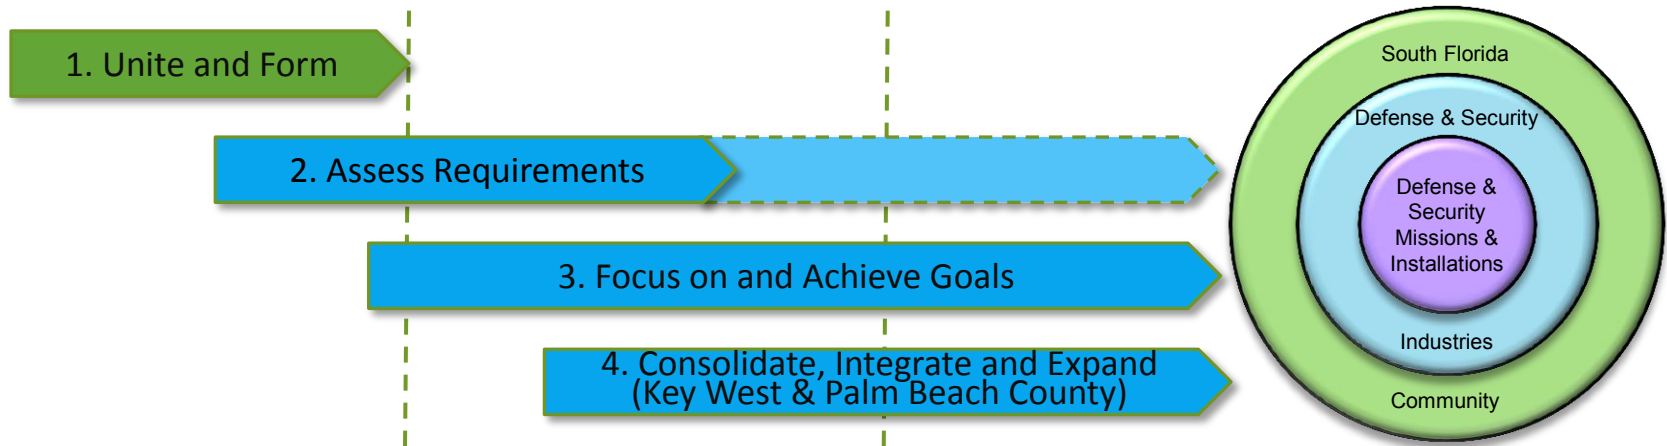 1. Unite and Form
2. Assess Requirements
3. Focus on and Achieve Goals
4. Consolidate, Integrate and Expand
(Key West & Palm Beach County)
South Florida
Defense & Security
Defense &
Security
Missions &
Installations
Industries
Community